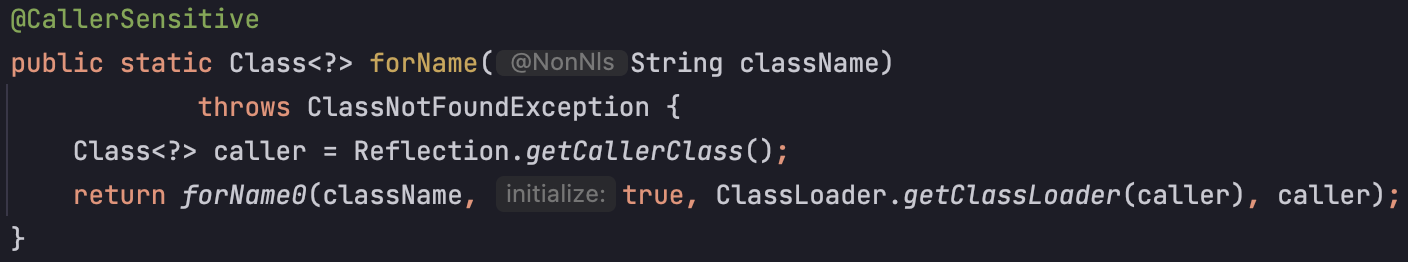 @CallerSensitive
public static Class<?> forName( @NonNls String className)
throws ClassNotFoundException {
Class<?> caller = Reflection.getCallerClass();
return forName0(className, initialize: true, ClassLoader.getClassLoader(caller), caller);
}